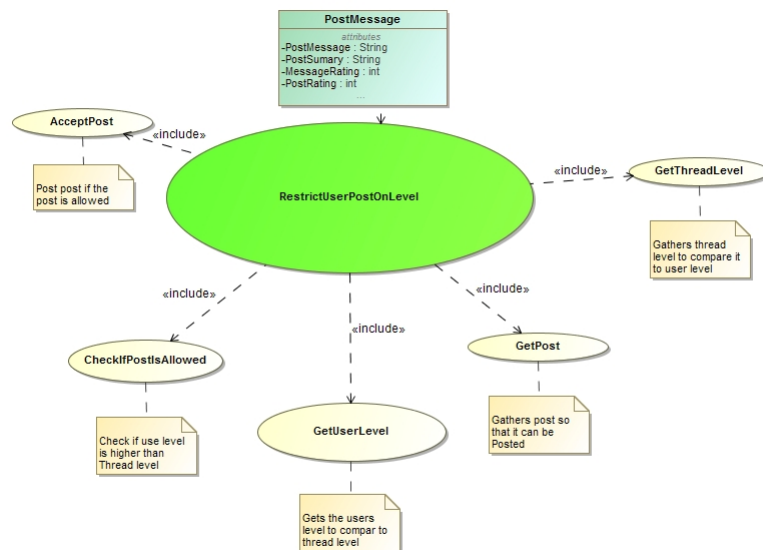 PostMessage
attributes
-PostMessage : String
-PostSumary : String
-MessageRating : int
-PostRating : int
...
AcceptPost
«include»
Post post if the
post is allowed
RestrictUserPostOnLevel
«include»
GetThreadLevel
Gathers thread
level to compare it
to user level
«include»
«include»
«include»
CheckIfPostIsAllowed
GetPost
Check if use level
is higher than
Thread level
GetUserLevel
Gathers post so
that it can be
Posted
Gets the users
level to compar to
thread level